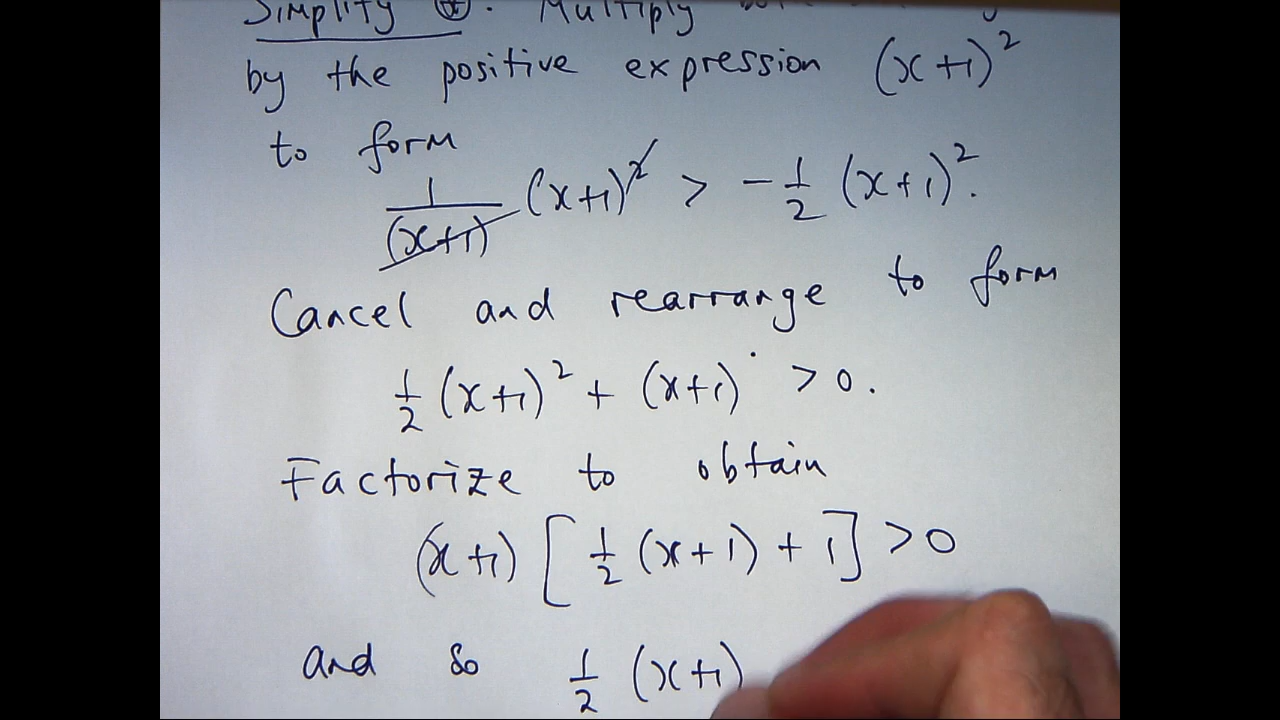 Simplify ⊛. Multiply
by the positive expression (x+1)²
to form
1/(x+1) (x+1)² > -1/2 (x+1)².
Cancel and rearrange to form
1/2 (x+1)² + (x+1) > 0.
Factorize to obtain
(x+1) [1/2 (x+1) + 1] > 0
and so 1/2 (x+1)